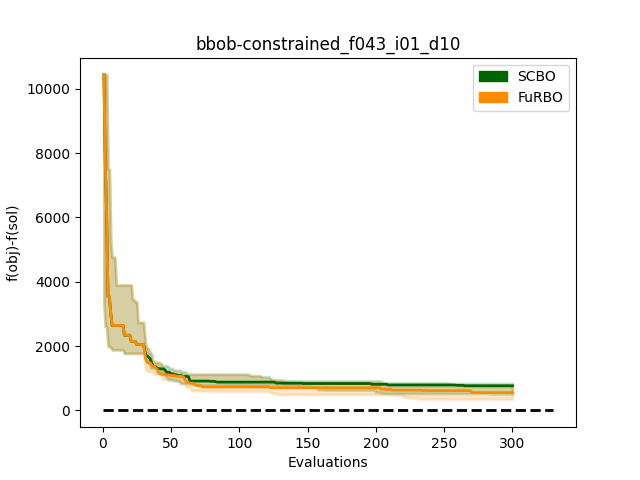 bbob-constrained_f043_i01_d10
SCBO
FuRBO
f(obj)-f(sol)
10000
8000
6000
4000
2000
0
0 50 100 150 200 250 300
Evaluations